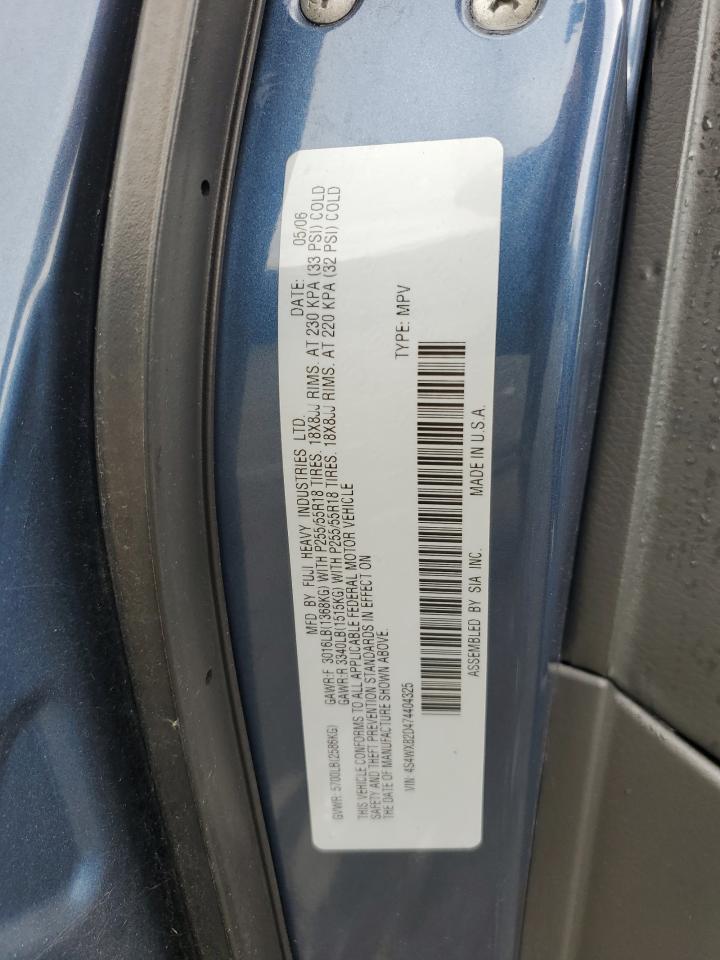 MFD BY FUJI HEAVY INDUSTRIES LTD. DATE: 05/06
GAWR:F 3016LB(1368KG) WITH P255/55R18 TIRES. 18X8JJ RIMS. AT 230 KPA (33 PSI) COLD
GVWR: 5700LB(2586KG) GAWR:R 3340LB(1515KG) WITH P255/55R18 TIRES. 18X8JJ RIMS. AT 220 KPA (32 PSI) COLD
THIS VEHICLE CONFORMS TO ALL APPLICABLE FEDERAL MOTOR VEHICLE
SAFETY AND THEFT PREVENTION STANDARDS IN EFFECT ON
THE DATE OF MANUFACTURE SHOWN ABOVE.
VIN: 4S4WX82D474404325 TYPE: MPV
ASSEMBLED BY SIA INC. MADE IN U.S.A.